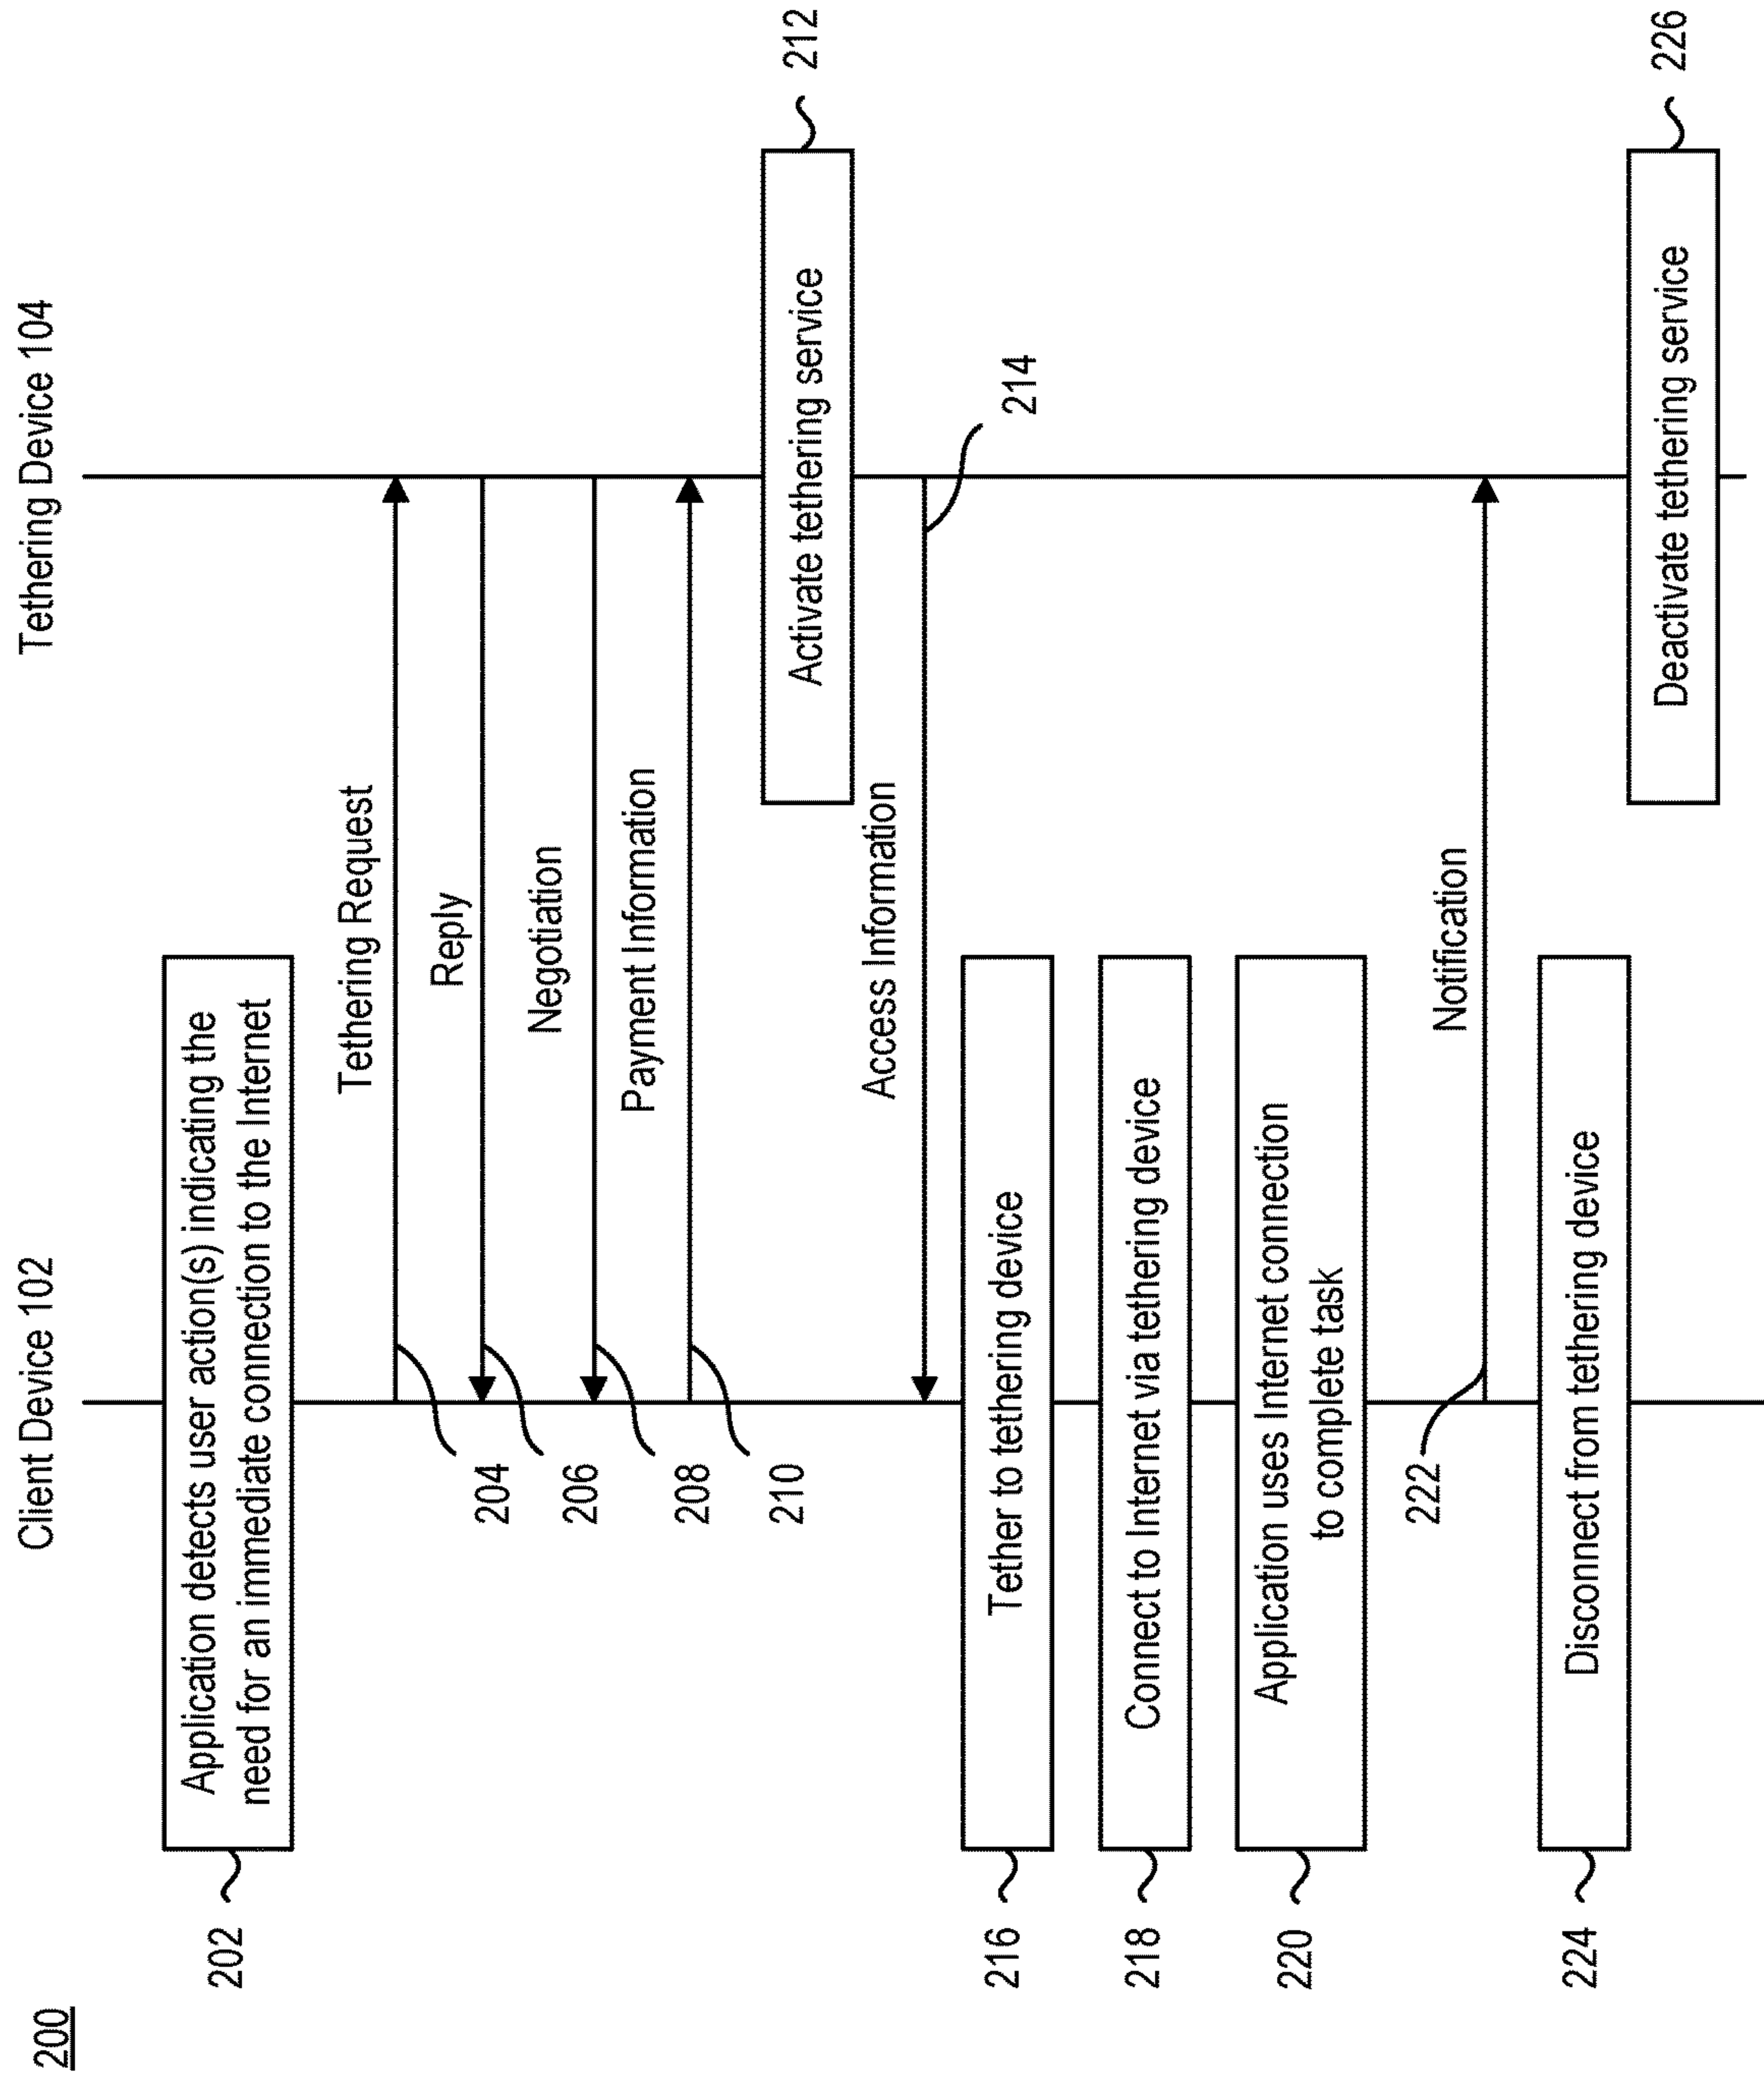 200
Client Device 102
Tethering Device 104
202
Application detects user action(s) indicating the
need for an immediate connection to the Internet
Tethering Request
204
Reply
206
Negotiation
208
Payment Information
210
Activate tethering service
212
Access Information
214
216
Tether to tethering device
218
Connect to Internet via tethering device
220
Application uses Internet connection
to complete task
Notification
222
224
Disconnect from tethering device
Deactivate tethering service
226